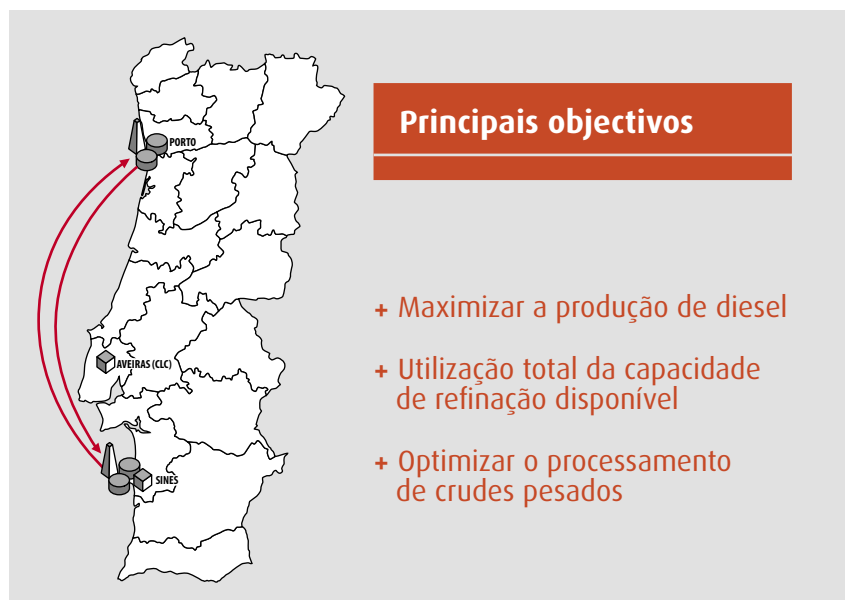 PORTO
AVEIRAS (CLC)
SINES
Principais objectivos
+ Maximizar a produção de diesel
+ Utilização total da capacidade
de refinação disponível
+ Optimizar o processamento
de crudes pesados